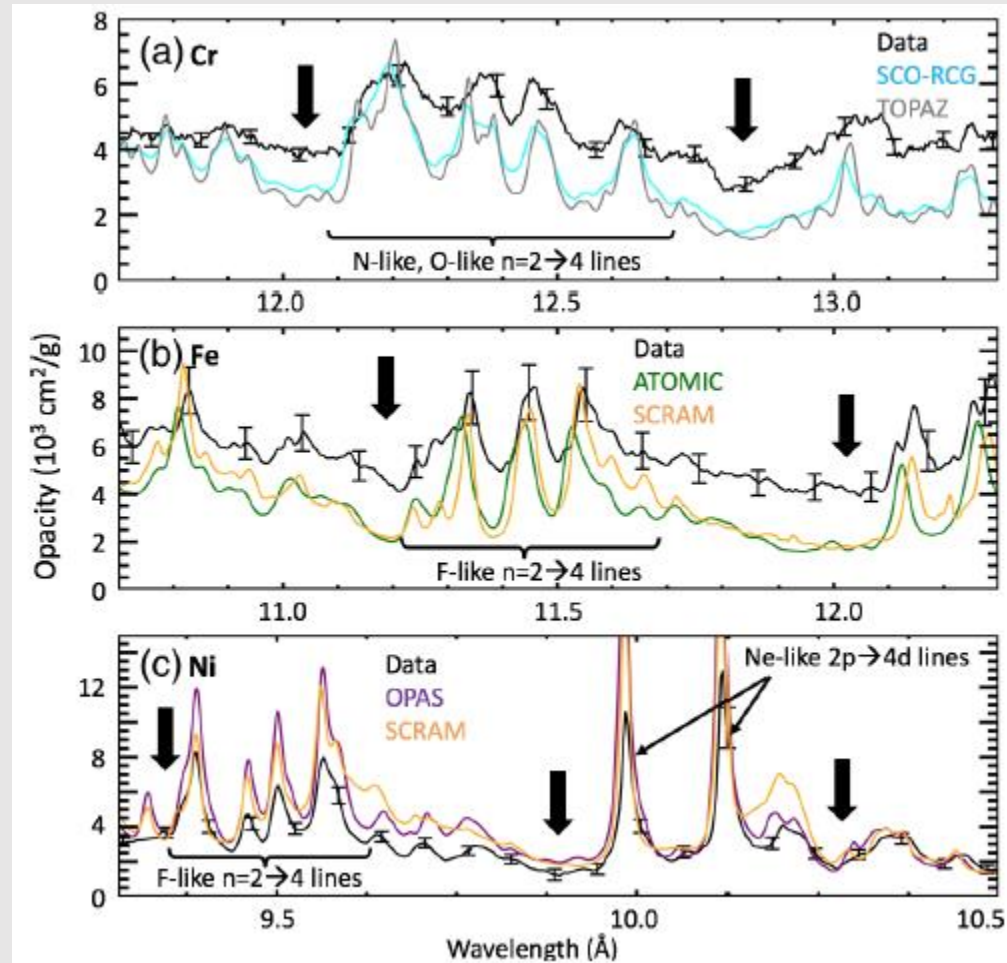 (a) Cr
Data
SCO-RCG
TOPAZ
8
6
4
2
0
N-like, O-like n=2→4 lines
12.0
12.5
13.0
(b) Fe
Data
ATOMIC
SCRAM
10
8
6
4
2
0
F-like n=2→4 lines
11.0
11.5
12.0
Opacity (10³ cm²/g)
(c) Ni
Data
OPAS
SCRAM
Ne-like 2p→4d lines
12
8
4
0
F-like n=2→4 lines
9.5
10.0
10.5
Wavelength (Å)